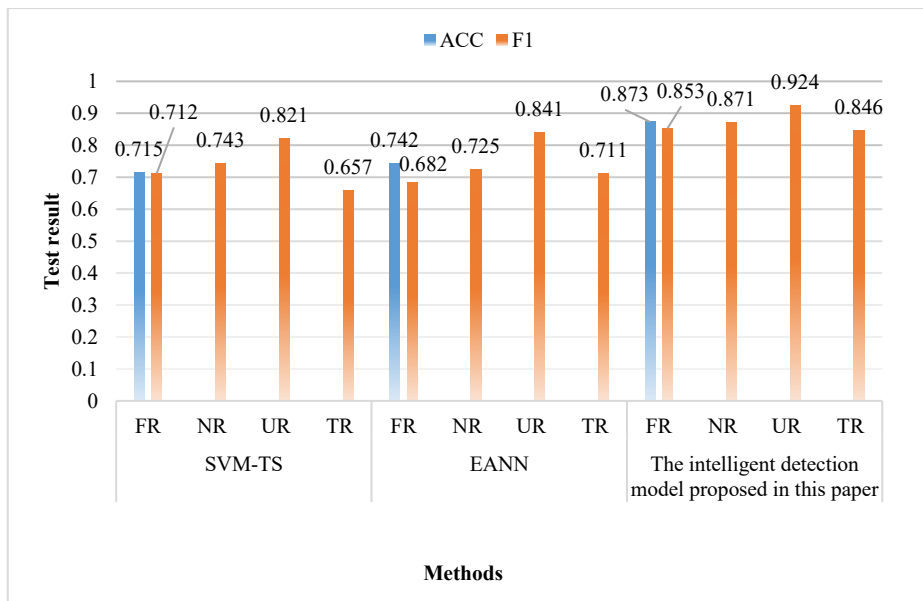 ACC F1
Test result
1
0.9
0.8
0.7
0.6
0.5
0.4
0.3
0.2
0.1
0
0.715 0.712 0.743 0.821 0.657 0.742 0.682 0.725 0.841 0.711 0.873 0.853 0.871 0.924 0.846
FR NR UR TR FR NR UR TR FR NR UR TR
SVM-TS EANN The intelligent detection
model proposed in this paper
Methods